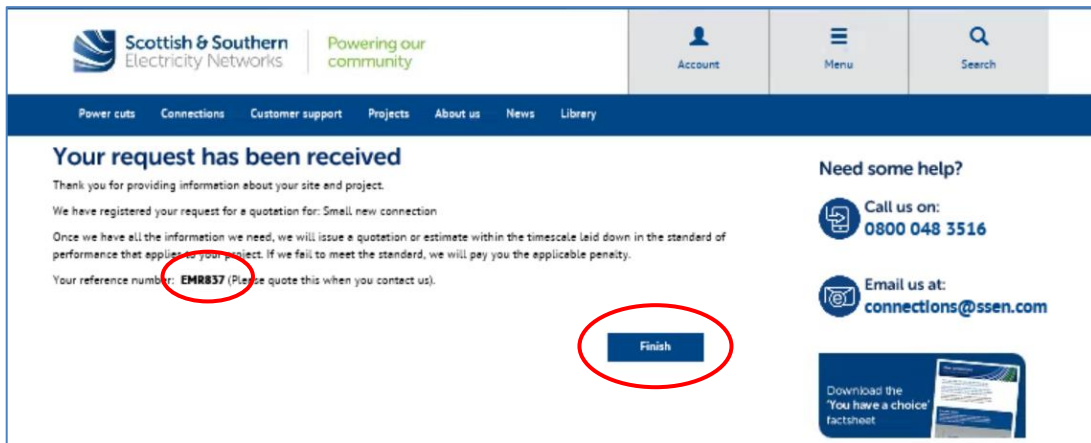 Scottish & Southern
Electricity Networks
Powering our
community
Account
Menu
Search
Power cuts Connections Customer support Projects About us News Library
Your request has been received
Thank you for providing information about your site and project.
We have registered your request for a quotation for: Small new connection
Once we have all the information we need, we will issue a quotation or estimate within the timescale laid down in the standard of
performance that applies to your project. If we fail to meet the standard, we will pay you the applicable penalty.
Your reference number: EMR837 (Please quote this when you contact us).
Finish
Need some help?
Call us on:
0800 048 3516
Email us at:
connections@ssen.com
Download the
'You have a choice'
factsheet